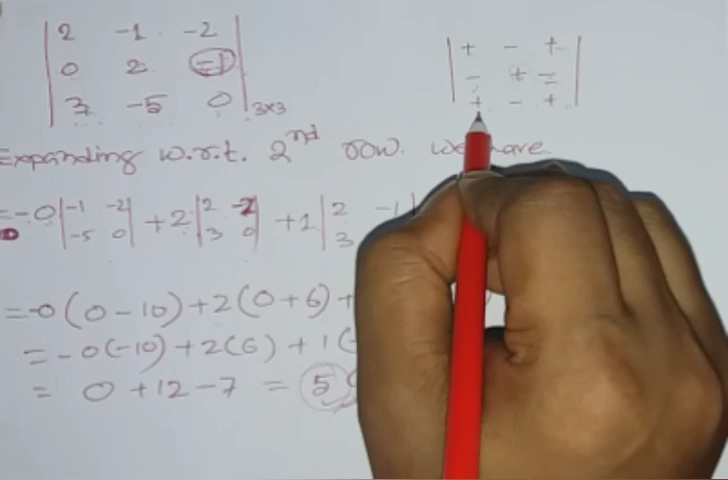 | 2 -1 -2 |
| 0 2 -1 |
| 3 -5 0 | 3x3
| + - + |
| - + - |
| + - + |
Expanding w.r.t. 2nd row. we have
= -0 | -1 -2 | + 2 | 2 -2 | + 1 | 2 -1 |
| -5 0 | | 3 0 | | 3
= -0 (0 - 10) + 2 (0 + 6) +
= -0 (-10) + 2 (6) + 1 (-
= 0 + 12 - 7 = 5